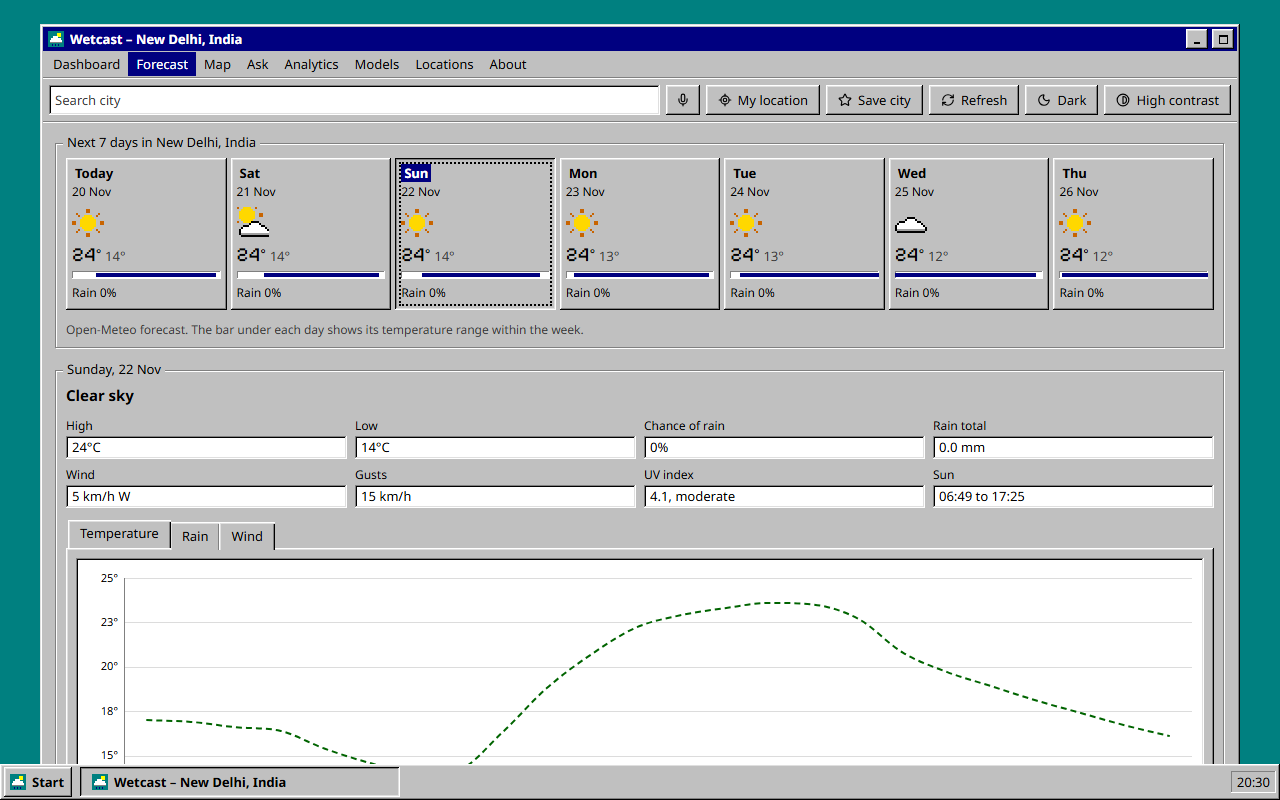 Wetcast – New Delhi, India
Dashboard Forecast Map Ask Analytics Models Locations About
Search city My location Save city Refresh Dark High contrast
Next 7 days in New Delhi, India
Today Sun Sat Mon Tue Wed Thu
20 Nov 21 Nov 22 Nov 23 Nov 24 Nov 25 Nov 26 Nov
24° 14° 24° 14° 24° 14° 24° 13° 24° 13° 24° 12° 24° 12°
Rain 0% Rain 0% Rain 0% Rain 0% Rain 0% Rain 0% Rain 0%
Open-Meteo forecast. The bar under each day shows its temperature range within the week.
Sunday, 22 Nov
Clear sky
High Low Chance of rain Rain total
24°C 14°C 0% 0.0 mm
Wind Gusts UV index Sun
5 km/h W 15 km/h 4.1, moderate 06:49 to 17:25
Temperature Rain Wind
25°
23°
20°
18°
15°
Start Wetcast – New Delhi, India 20:30